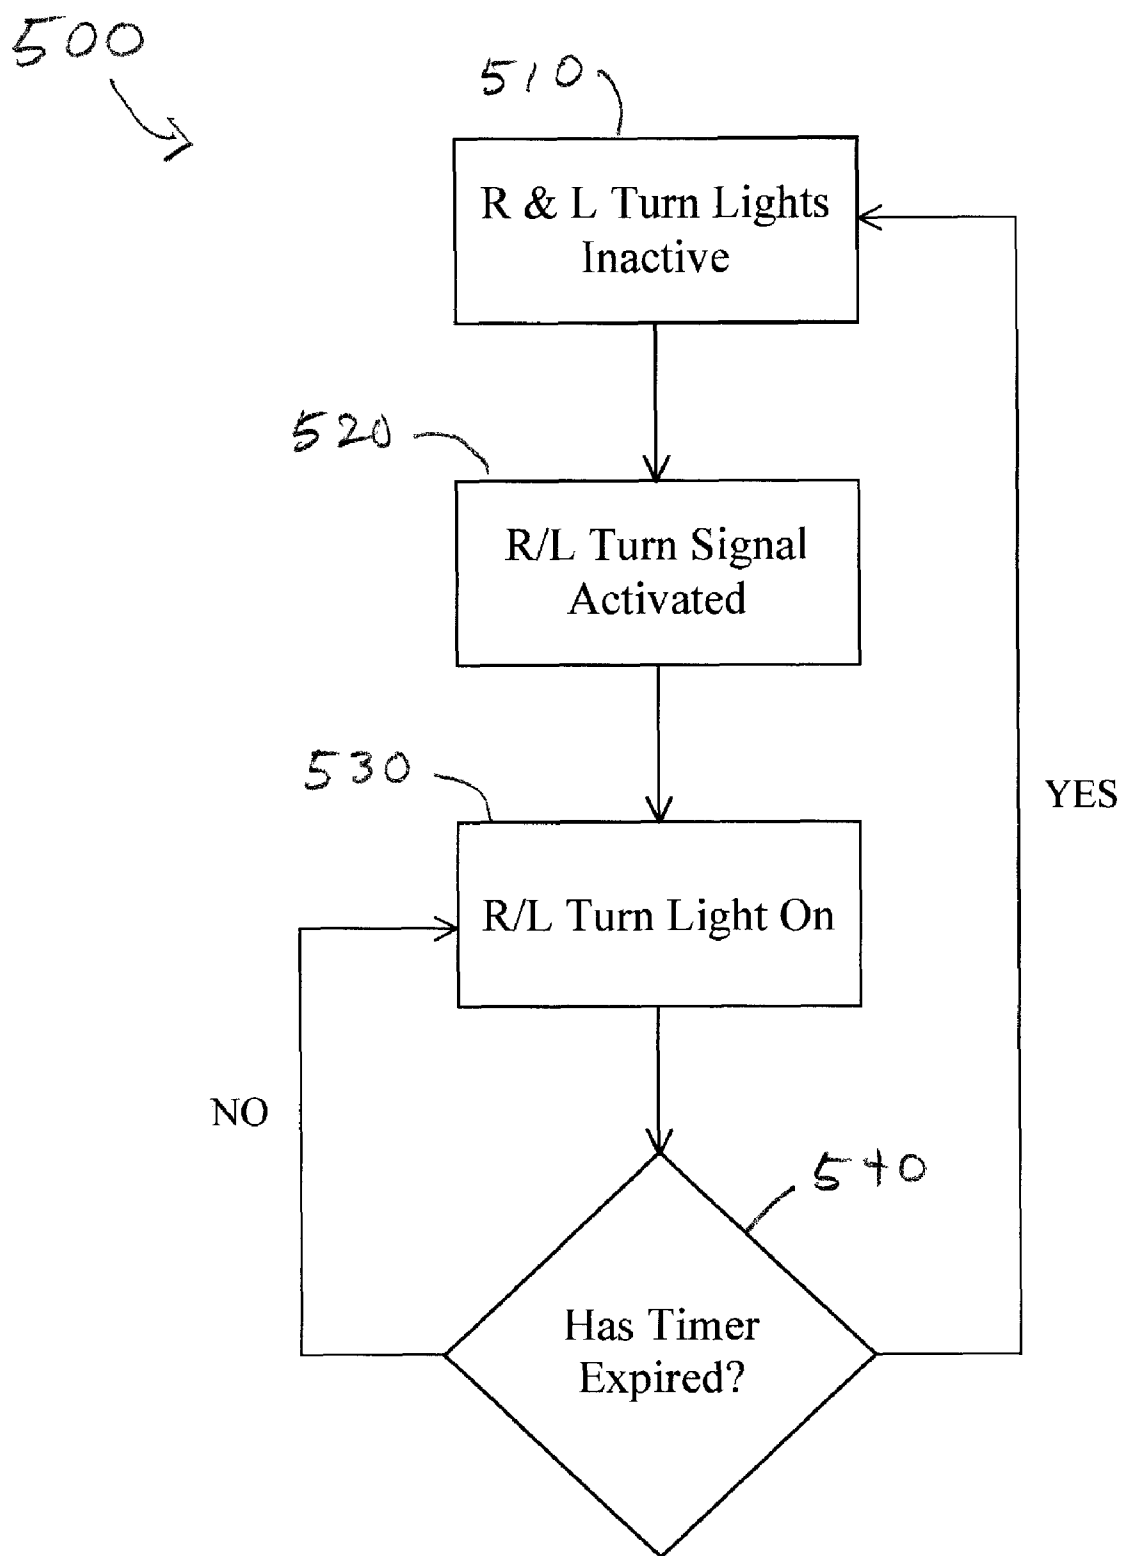 500
510
R & L Turn Lights
Inactive
520
R/L Turn Signal
Activated
530
R/L Turn Light On
YES
NO
540
Has Timer
Expired?